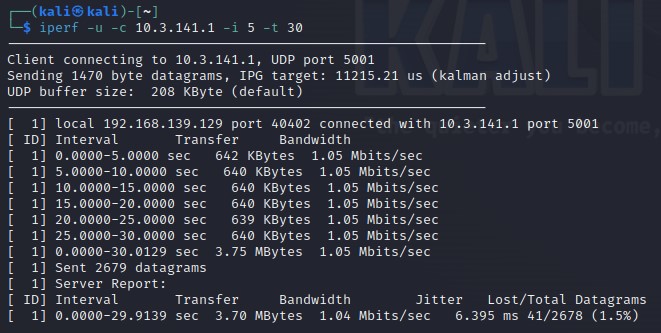 ┌──(kali㉿kali)-[~]
└─$ iperf -u -c 10.3.141.1 -i 5 -t 30
------------------------------------------------------------
Client connecting to 10.3.141.1, UDP port 5001
Sending 1470 byte datagrams, IPG target: 11215.21 us (kalman adjust)
UDP buffer size:  208 KByte (default)
------------------------------------------------------------
[  1] local 192.168.139.129 port 40402 connected with 10.3.141.1 port 5001
[ ID] Interval       Transfer     Bandwidth
[  1] 0.0000-5.0000 sec   642 KBytes  1.05 Mbits/sec
[  1] 5.0000-10.0000 sec   640 KBytes  1.05 Mbits/sec
[  1] 10.0000-15.0000 sec   640 KBytes  1.05 Mbits/sec
[  1] 15.0000-20.0000 sec   640 KBytes  1.05 Mbits/sec
[  1] 20.0000-25.0000 sec   639 KBytes  1.05 Mbits/sec
[  1] 25.0000-30.0000 sec   640 KBytes  1.05 Mbits/sec
[  1] 0.0000-30.0129 sec  3.75 MBytes  1.05 Mbits/sec
[  1] Sent 2679 datagrams
[  1] Server Report:
[ ID] Interval       Transfer     Bandwidth        Jitter   Lost/Total Datagrams
[  1] 0.0000-29.9139 sec  3.70 MBytes  1.04 Mbits/sec   6.395 ms 41/2678 (1.5%)
KALI
the quieter you become,